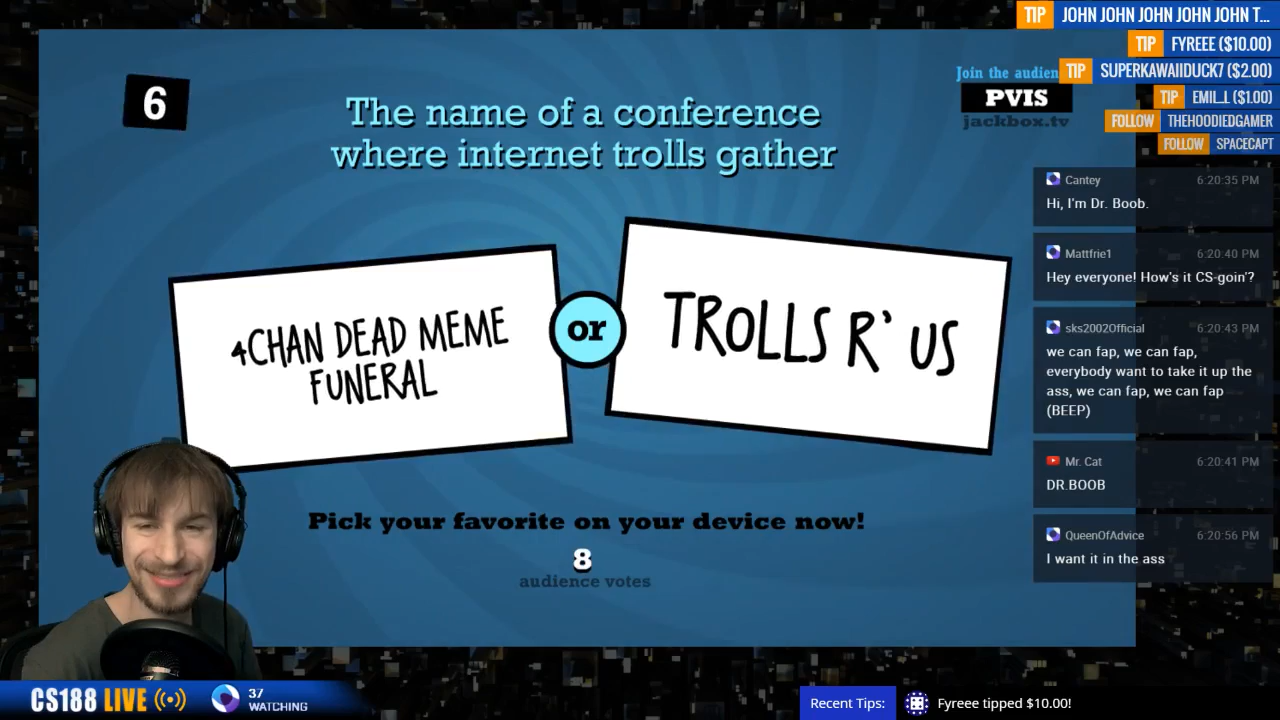 TIP JOHN JOHN JOHN JOHN JOHN T...
TIP FYREEE ($10.00)
TIP SUPERKAWAIIDUCK7 ($2.00)
TIP EMI_L ($1.00)
FOLLOW THEHOODIEDGAMER
FOLLOW SPACECAPT
6
The name of a conference
where internet trolls gather
Join the audien
PVIS
jackbox.tv
4CHAN DEAD MEME
FUNERAL
or
TROLLS R' US
Pick your favorite on your device now!
8
audience votes
Cantey 6:20:35 PM
Hi, I'm Dr. Boob.
Mattfrie1 6:20:40 PM
Hey everyone! How's it CS-goin'?
sks2002Official 6:20:43 PM
we can fap, we can fap,
everybody want to take it up the
ass, we can fap, we can fap
(BEEP)
Mr. Cat 6:20:41 PM
DR.BOOB
QueenOfAdvice 6:20:56 PM
I want it in the ass
CS188 LIVE
37
WATCHING
Recent Tips: Fyreee tipped $10.00!